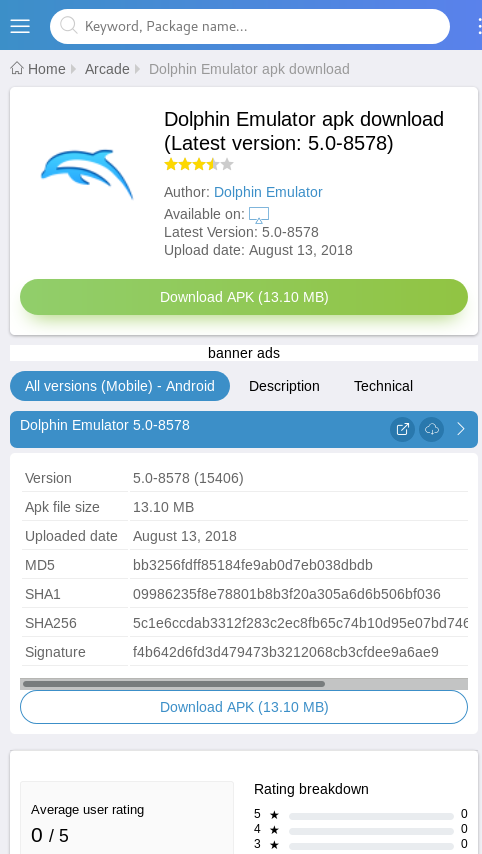 Keyword, Package name...
Home Arcade Dolphin Emulator apk download
Dolphin Emulator apk download
(Latest version: 5.0-8578)
Author: Dolphin Emulator
Available on:
Latest Version: 5.0-8578
Upload date: August 13, 2018
Download APK (13.10 MB)
banner ads
All versions (Mobile) - Android Description Technical
Dolphin Emulator 5.0-8578
Version 5.0-8578 (15406)
Apk file size 13.10 MB
Uploaded date August 13, 2018
MD5 bb3256fdff85184fe9ab0d7eb038dbdb
SHA1 09986235f8e78801b8b3f20a305a6d6b506bf036
SHA256 5c1e6ccdab3312f283c2ec8fb65c74b10d95e07bd746
Signature f4b642d6fd3d479473b3212068cb3cfdee9a6ae9
Download APK (13.10 MB)
Average user rating
0 / 5
Rating breakdown
5 ★ 0
4 ★ 0
3 ★ 0